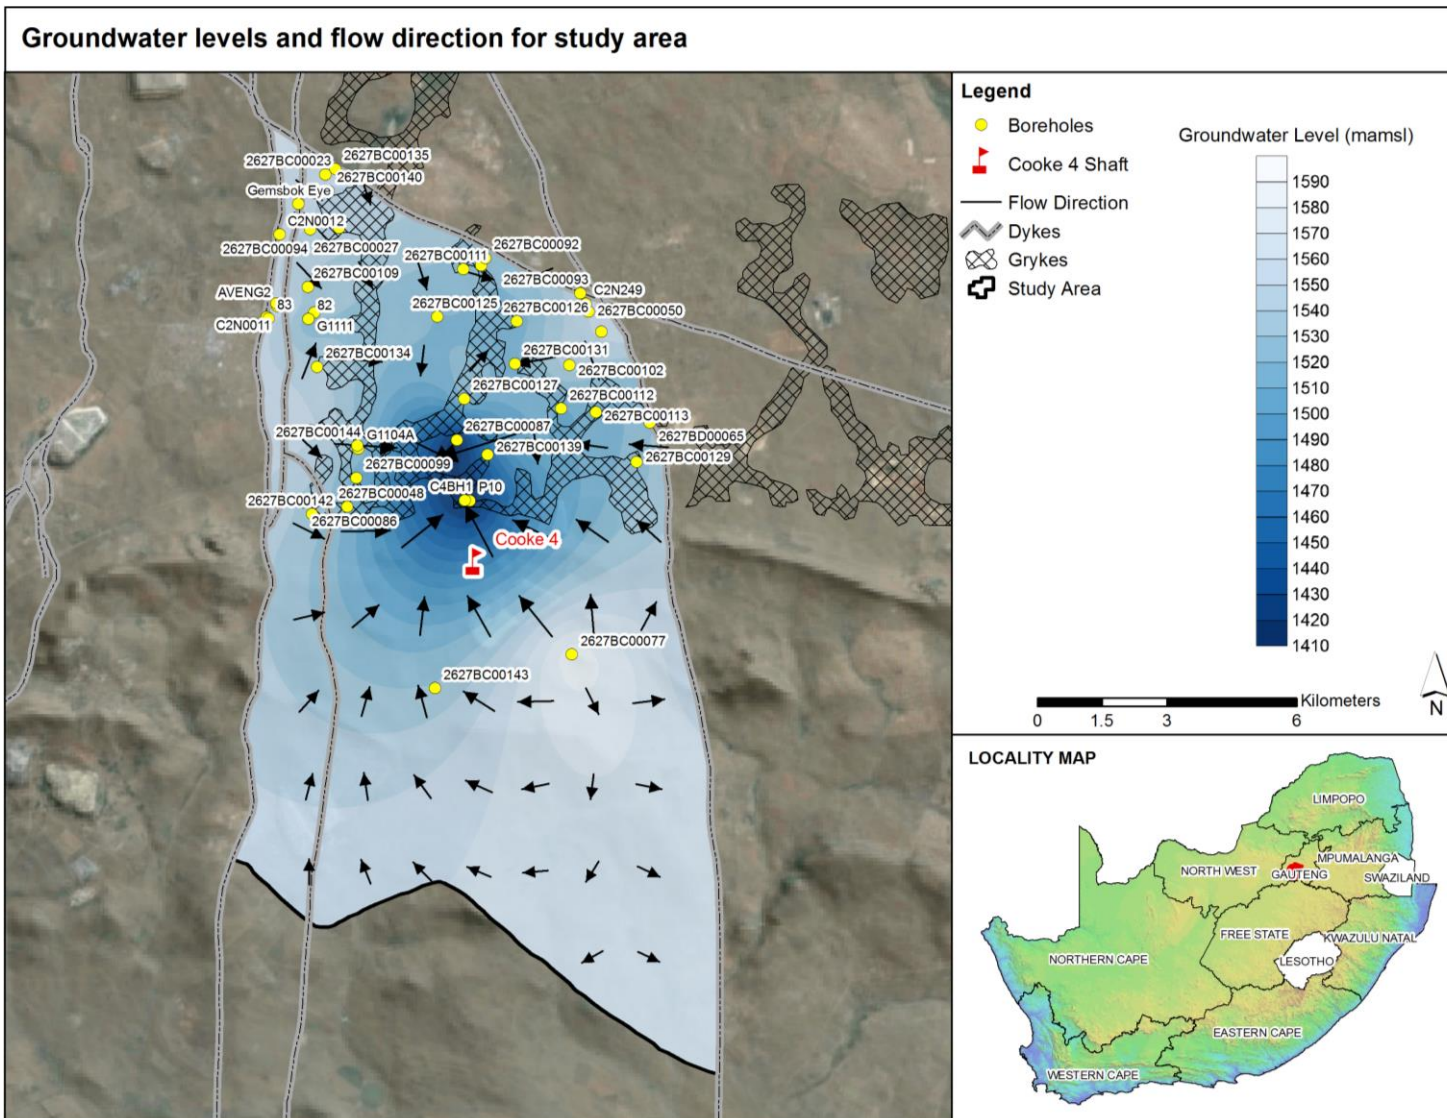 Groundwater levels and flow direction for study area
2627BC00135
2627BC00023
2627BC00140
Gemsbok Eye
C2N0012
2627BC00094
2627BC00027
2627BC00092
2627BC00111
2627BC00109
2627BC00093
AVENG2
83
82
C2N249
2627BC00125
2627BC00126
2627BC00050
C2N0011
G1111
2627BC00134
2627BC00131
2627BC00102
2627BC00127
2627BC00112
2627BC00113
2627BC00144
G1104A
2627BC00087
2627BD00065
2627BC00139
2627BC00129
2627BC00099
C4BH1
P10
2627BC00048
2627BC00142
2627BC00086
Cooke 4
2627BC00077
2627BC00143
Legend
Boreholes
Cooke 4 Shaft
Flow Direction
Dykes
Grykes
Study Area
Groundwater Level (mamsl)
1590
1580
1570
1560
1550
1540
1530
1520
1510
1500
1490
1480
1470
1460
1450
1440
1430
1420
1410
Kilometers
0 1.5 3 6
N
LOCALITY MAP
LIMPOPO
NORTH WEST
MPUMALANGA
GAUTENG
SWAZILAND
FREE STATE
KWAZULU NATAL
NORTHERN CAPE
LESOTHO
EASTERN CAPE
WESTERN CAPE